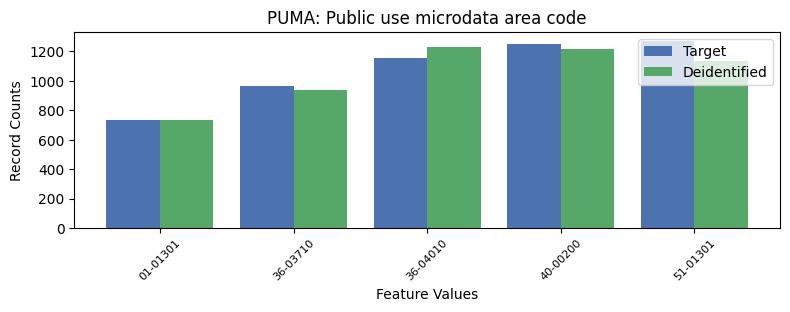 PUMA: Public use microdata area code
1200
1000
800
600
400
200
0
Record Counts
Target
Deidentified
01-01301
36-03710
36-04010
40-00200
51-01301
Feature Values